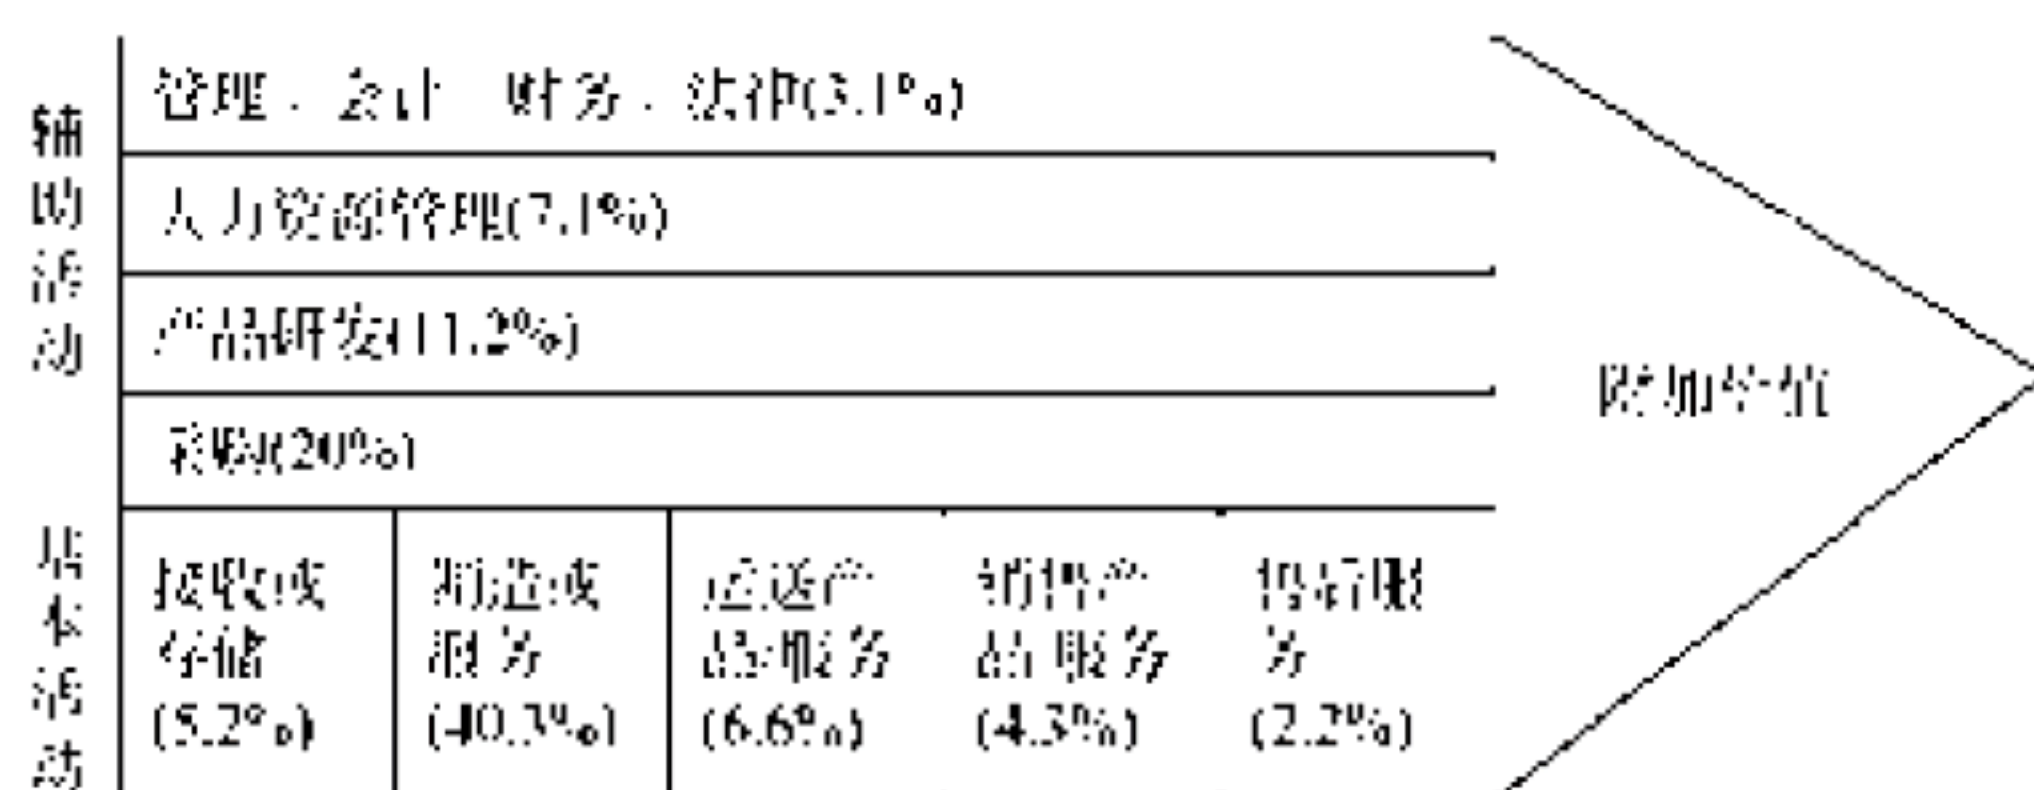 辅助活动
管理、会计、财务、法律(3.1%)
人力资源管理(7.1%)
产品研发(11.2%)
采购(20%)
附加价值
基本活动
接收或
存储
(5.2%)
制造或
服务
(40.3%)
运送产
品/服务
(6.6%)
销售产
品/服务
(4.3%)
售后服
务
(2.2%)